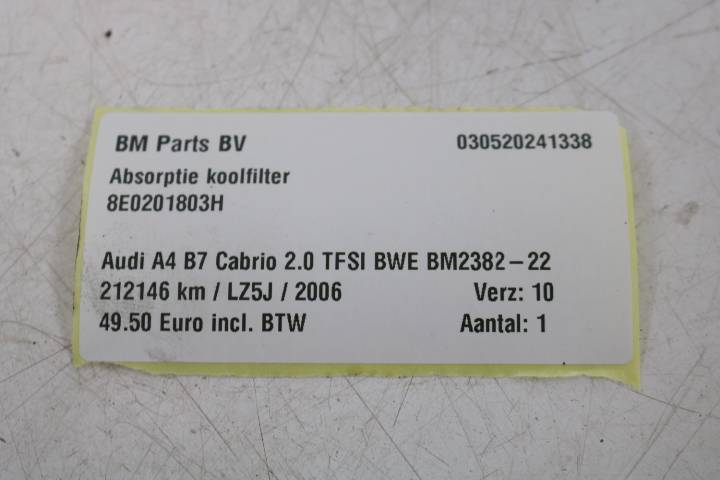 BM Parts BV 030520241338
Absorptie koolfilter
8E0201803H
Audi A4 B7 Cabrio 2.0 TFSI BWE BM2382-22
212146 km / LZ5J / 2006 Verz: 10
49.50 Euro incl. BTW Aantal: 1